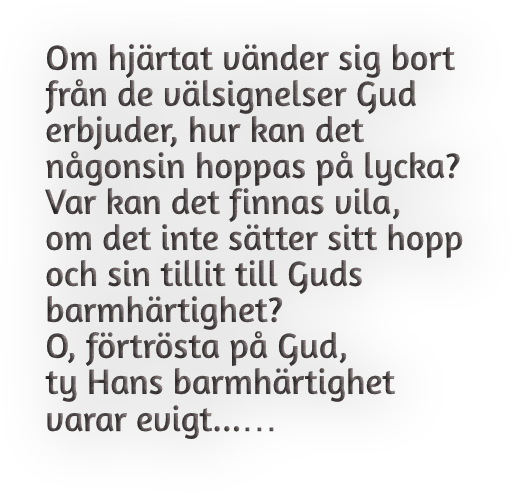 Om hjärtat vänder sig bort
från de välsignelser Gud
erbjuder, hur kan det
någonsin hoppas på lycka?
Var kan det finnas vila,
om det inte sätter sitt hopp
och sin tillit till Guds
barmhärtighet?
O, förtrösta på Gud,
ty Hans barmhärtighet
varar evigt...…